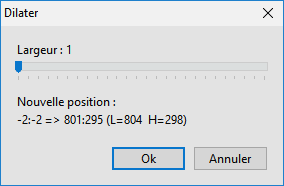 Dilater
Largeur : 1
Nouvelle position :
-2:-2 => 801:295 (L=804 H=298)
Ok
Annuler